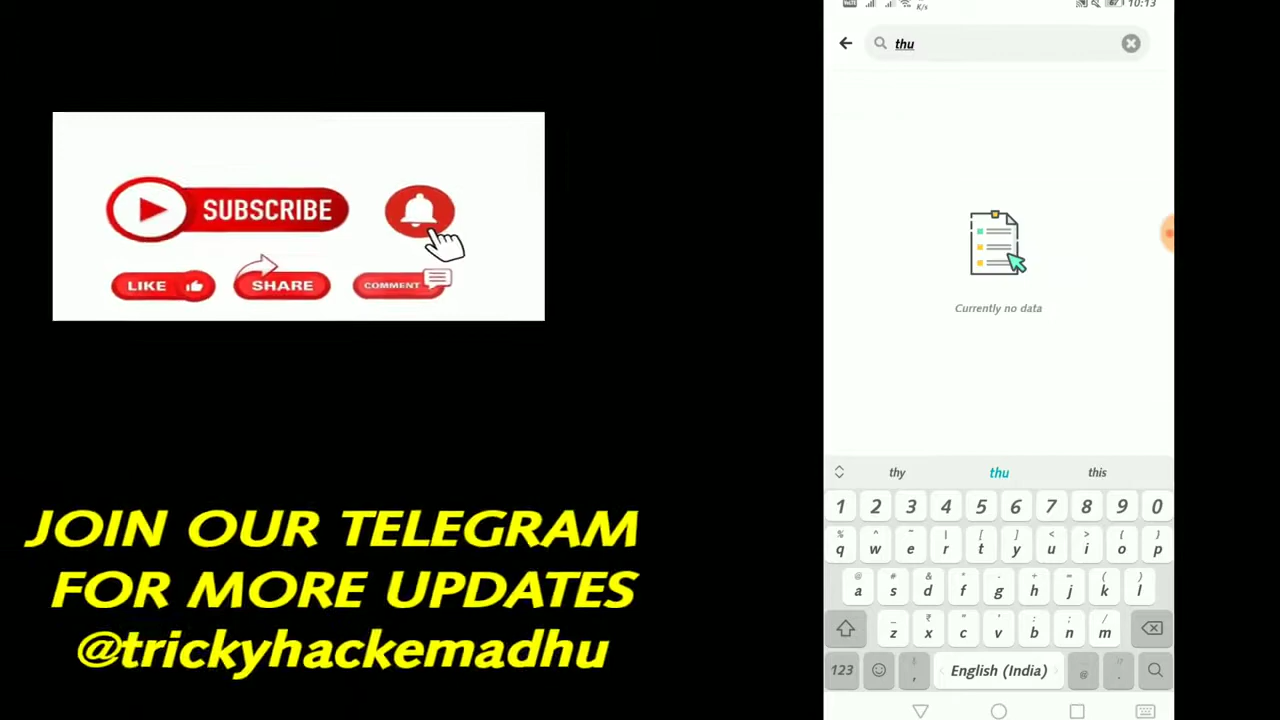 10:13
K/s
67
thu
SUBSCRIBE
LIKE
SHARE
COMMENT
Currently no data
JOIN OUR TELEGRAM
FOR MORE UPDATES
@trickyhackemadhu
thy thu this
1 2 3 4 5 6 7 8 9 0
% ^ ~ | [ ] < > { }
q w e r t y u i o p
@ # & * - + = ( )
a s d f g h j k l
_ ₹ " ' : ; /
z x c v b n m
123 , English (India) @ !? .